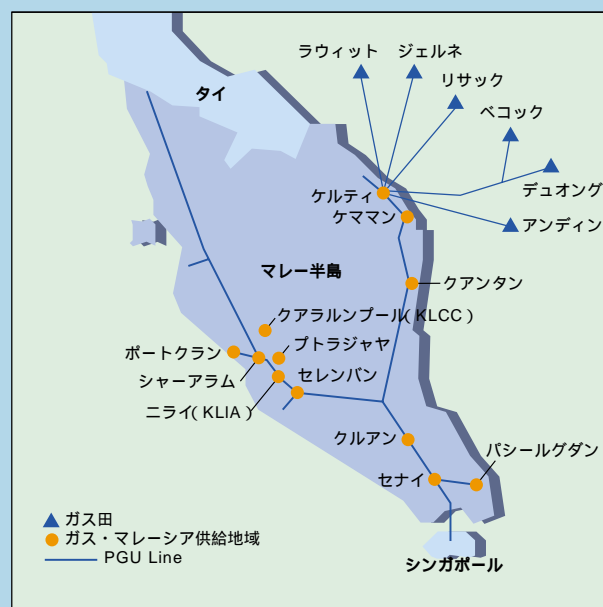 ラウィット
ジェルネ
リサック
タイ
ベコック
デュオング
ケルティ
ケママン
アンディン
マレー半島
クアンタン
クアラルンプール(KLCC)
ポートクラン
プトラジャヤ
シャーアラム
セレンバン
ニライ(KLIA)
クルアン
パシールグダン
セナイ
ガス田
ガス・マレーシア供給地域
PGU Line
シンガポール